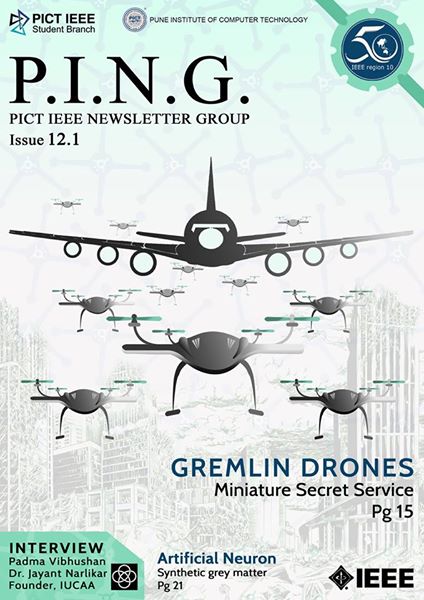 PICT IEEE
Student Branch
PICT
PUNE INSTITUTE OF COMPUTER TECHNOLOGY
50
IEEE region 10
P.I.N.G.
PICT IEEE NEWSLETTER GROUP
Issue 12.1
GREMLIN DRONES
Miniature Secret Service
Pg 15
INTERVIEW
Padma Vibhushan
Dr. Jayant Narlikar
Founder, IUCAA
Artificial Neuron
Synthetic grey matter
Pg 21
IEEE